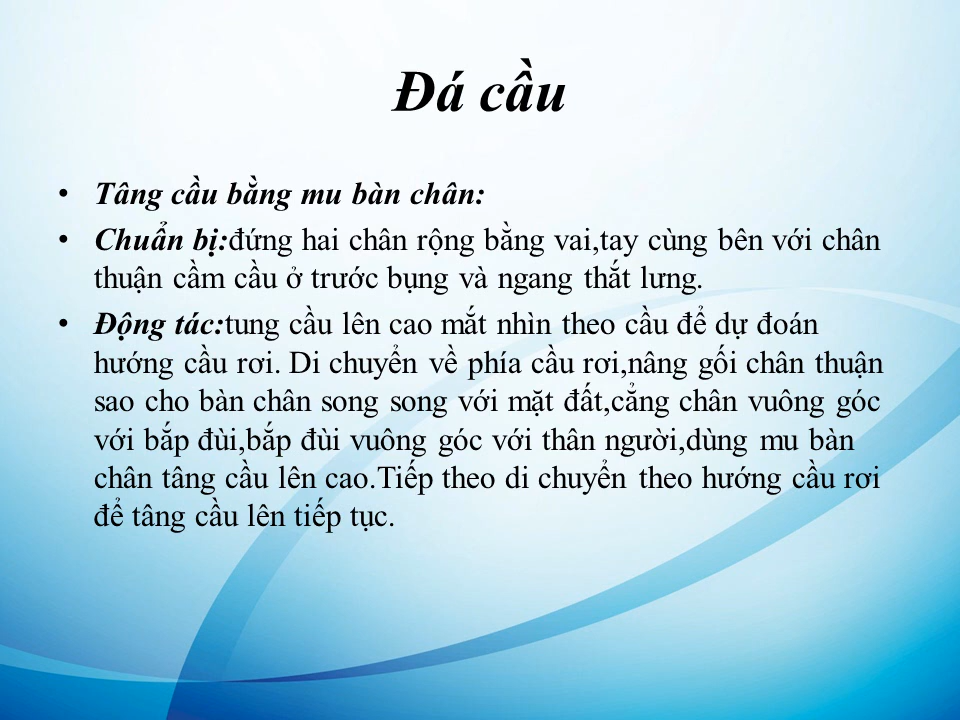 Đá cầu
• Tâng cầu bằng mu bàn chân:
• Chuẩn bị:đứng hai chân rộng bằng vai,tay cùng bên với chân
thuận cầm cầu ở trước bụng và ngang thắt lưng.
• Động tác:tung cầu lên cao mắt nhìn theo cầu để dự đoán
hướng cầu rơi. Di chuyển về phía cầu rơi,nâng gối chân thuận
sao cho bàn chân song song với mặt đất,cẳng chân vuông góc
với bắp đùi,bắp đùi vuông góc với thân người,dùng mu bàn
chân tâng cầu lên cao.Tiếp theo di chuyển theo hướng cầu rơi
để tâng cầu lên tiếp tục.